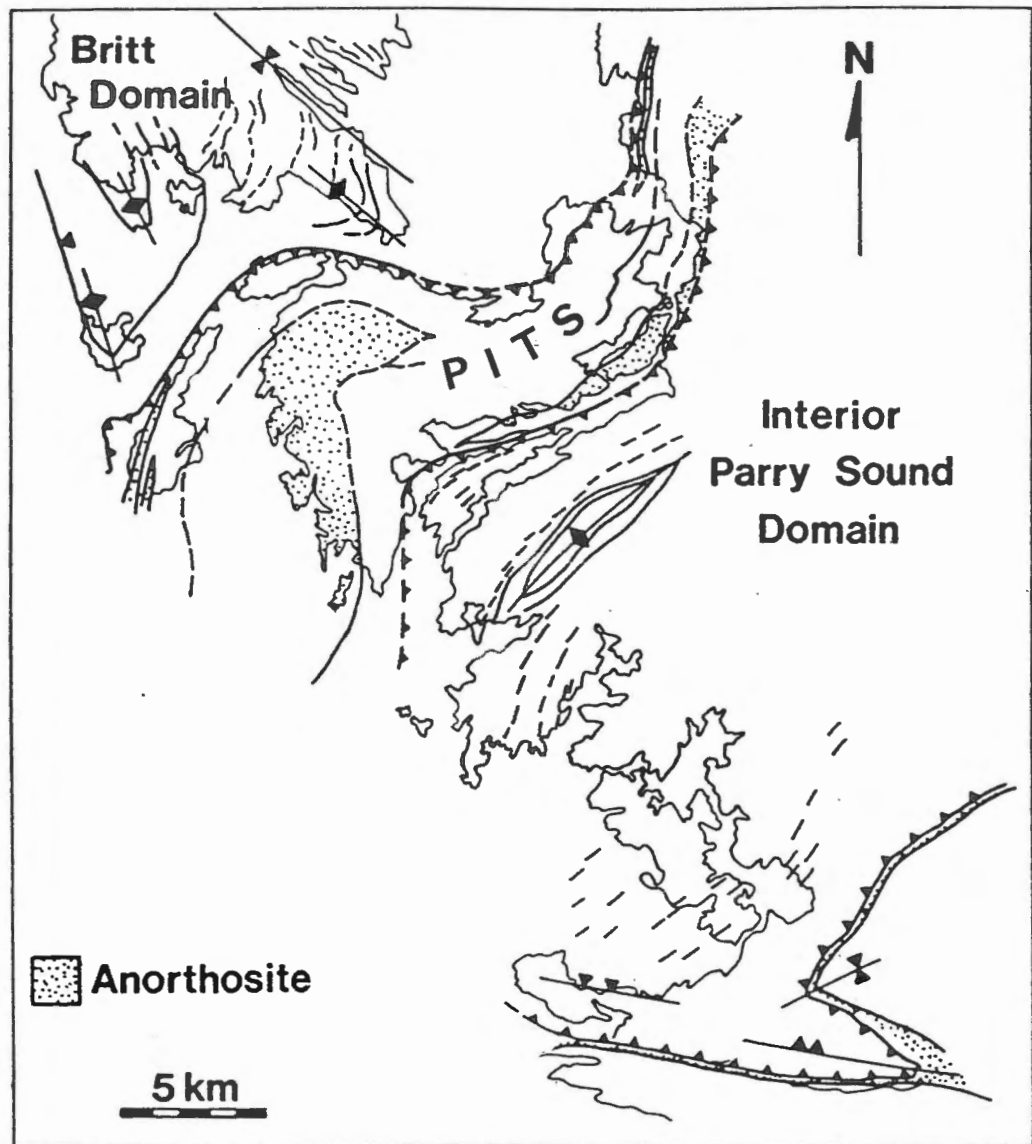 Britt
Domain
N
PITS
Interior
Parry Sound
Domain
Anorthosite
5 km